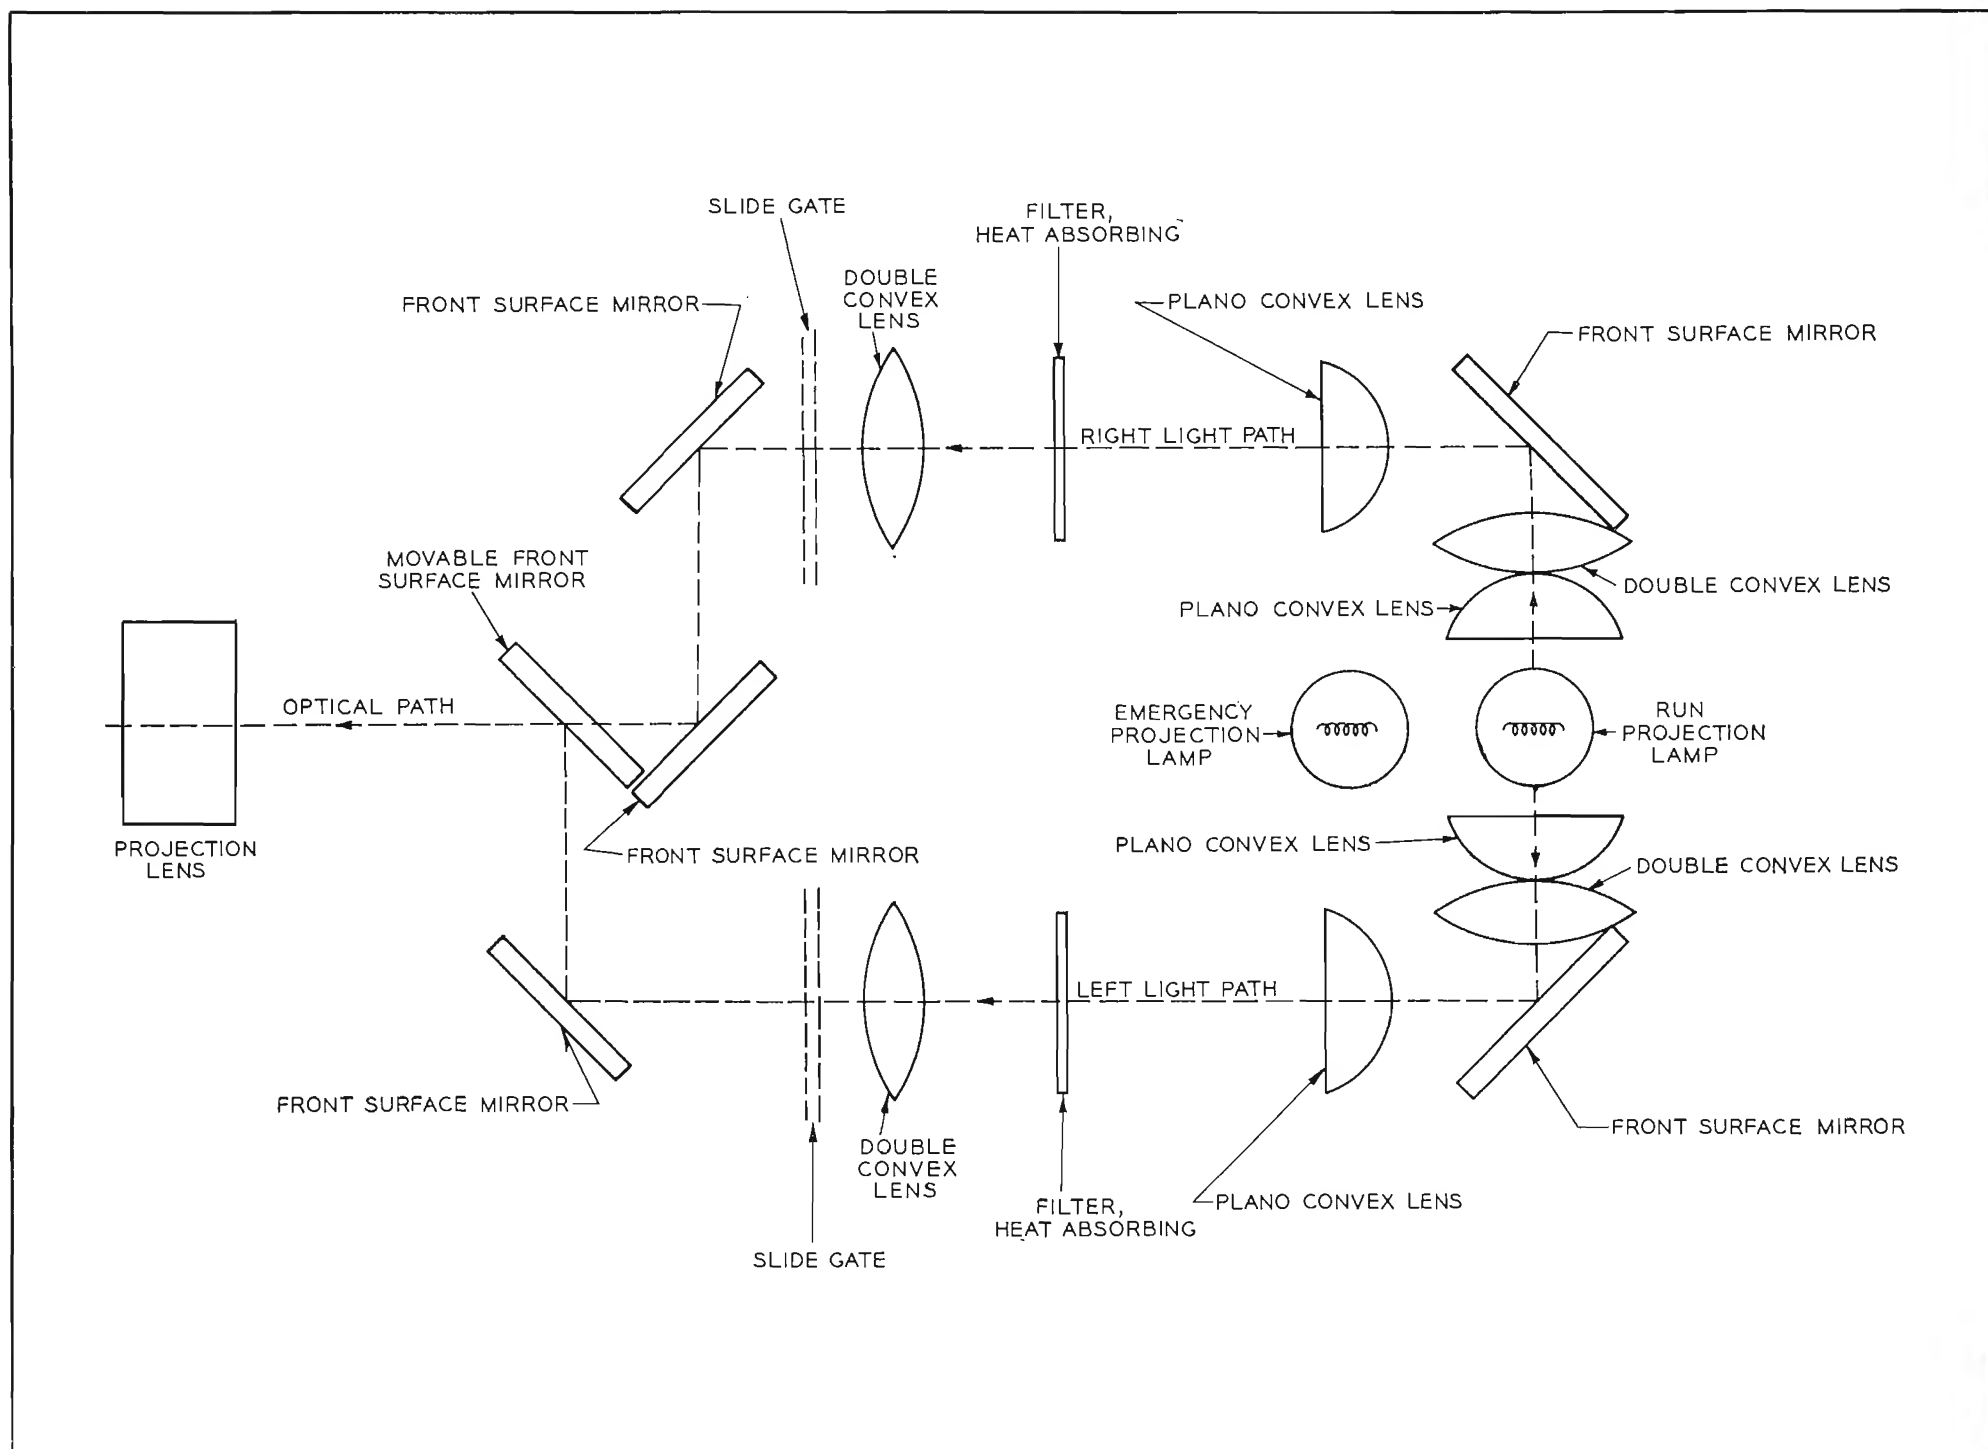 SLIDE GATE
FILTER,
HEAT ABSORBING
DOUBLE
CONVEX
LENS
FRONT SURFACE MIRROR
PLANO CONVEX LENS
FRONT SURFACE MIRROR
RIGHT LIGHT PATH
MOVABLE FRONT
SURFACE MIRROR
DOUBLE CONVEX LENS
PLANO CONVEX LENS
OPTICAL PATH
EMERGENCY
PROJECTION
LAMP
RUN
PROJECTION
LAMP
PROJECTION
LENS
FRONT SURFACE MIRROR
PLANO CONVEX LENS
DOUBLE CONVEX LENS
LEFT LIGHT PATH
FRONT SURFACE MIRROR
FRONT SURFACE MIRROR
DOUBLE
CONVEX
LENS
PLANO CONVEX LENS
FILTER,
HEAT ABSORBING
SLIDE GATE